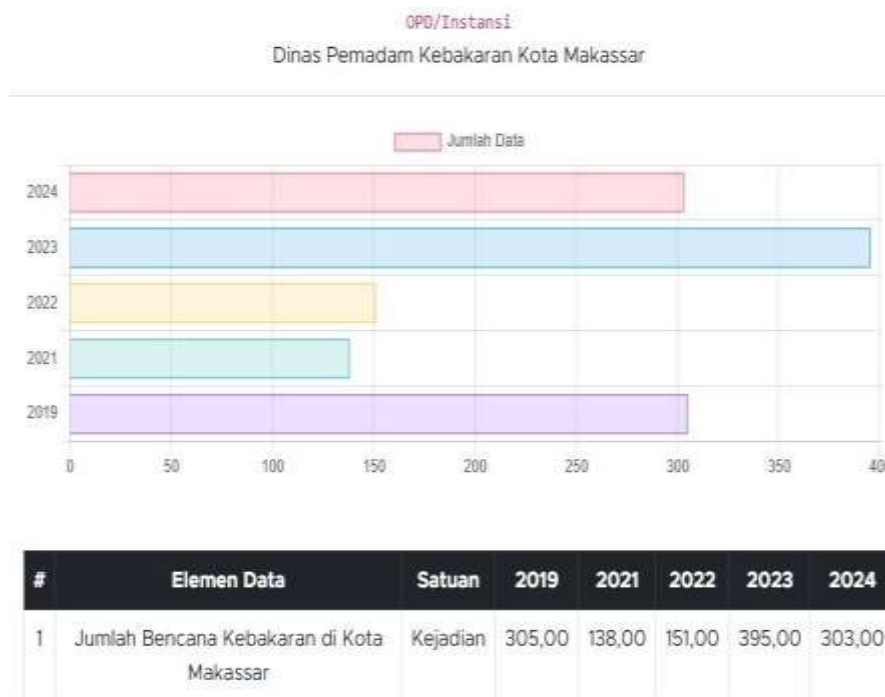 OPD/Instansi
Dinas Pemadam Kebakaran Kota Makassar
Jumlah Data
2024
2023
2022
2021
2019
0 50 100 150 200 250 300 350 40
# Elemen Data Satuan 2019 2021 2022 2023 2024
1 Jumlah Bencana Kebakaran di Kota Kejadian 305,00 138,00 151,00 395,00 303,00
Makassar